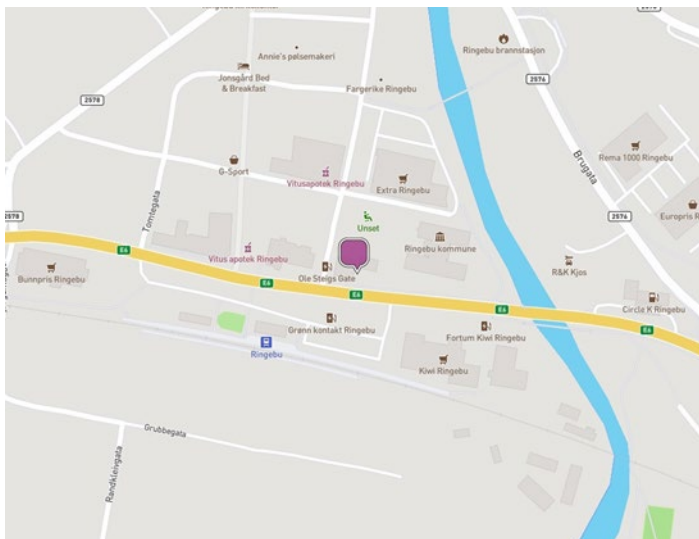 2578
Annie's pølsemakeri
Ringebu brannstasjon
Jonsgård Bed
& Breakfast
Fargerike Ringebu
2576
2578
Brugata
Rema 1000 Ringebu
G-Sport
Vitusapotek Ringebu
Extra Ringebu
Tomtegata
2578
2576
Europris R
Unset
Ringebu kommune
E6
Vitus apotek Ringebu
R&K Kjos
Bunnpris Ringebu
Ole Steigs Gate
E6
E6
E6
Circle K Ringebu
E6
Grønn kontakt Ringebu
Fortum Kiwi Ringebu
Ringebu
Kiwi Ringebu
Grubbegata
Randkleivgata